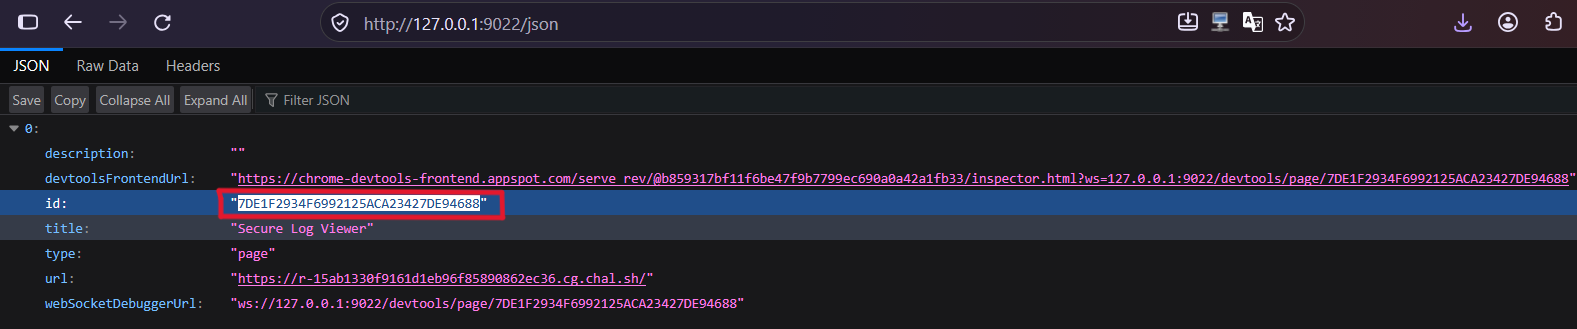 http://127.0.0.1:9022/json
JSON Raw Data Headers
Save Copy Collapse All Expand All Filter JSON
0:
description: ""
devtoolsFrontendUrl: "https://chrome-devtools-frontend.appspot.com/serve_rev/@b859317bf11f6be47f9b7799ec690a0a42a1fb33/inspector.html?ws=127.0.0.1:9022/devtools/page/7DE1F2934F6992125ACA23427DE94688"
id: "7DE1F2934F6992125ACA23427DE94688"
title: "Secure Log Viewer"
type: "page"
url: "https://r-15ab1330f9161d1eb96f85890862ec36.cg.chal.sh/"
webSocketDebuggerUrl: "ws://127.0.0.1:9022/devtools/page/7DE1F2934F6992125ACA23427DE94688"